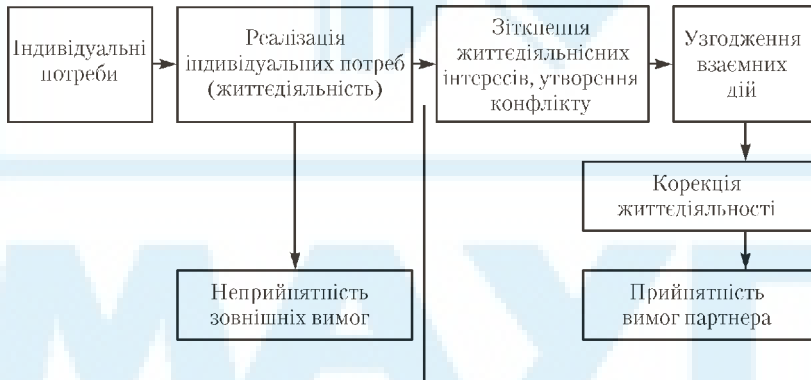 Індивідуальні
потреби
Реалізація
індивідуальних потреб
(життєдіяльність)
Зіткнення
життєдіяльнісних
інтересів, утворення
конфлікту
Узгодження
взаємних
дій
Корекція
життєдіяльності
Неприйнятність
зовнішніх вимог
Прийнятність
вимог партнера